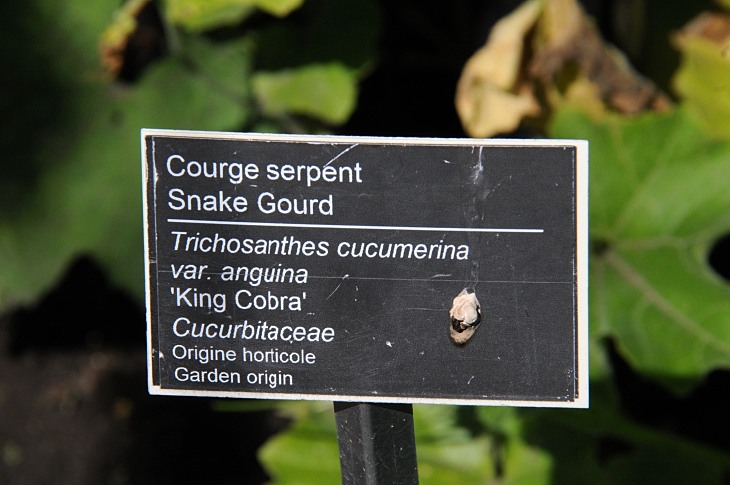 Courge serpent
Snake Gourd
Trichosanthes cucumerina
var. anguina
'King Cobra'
Cucurbitaceae
Origine horticole
Garden origin